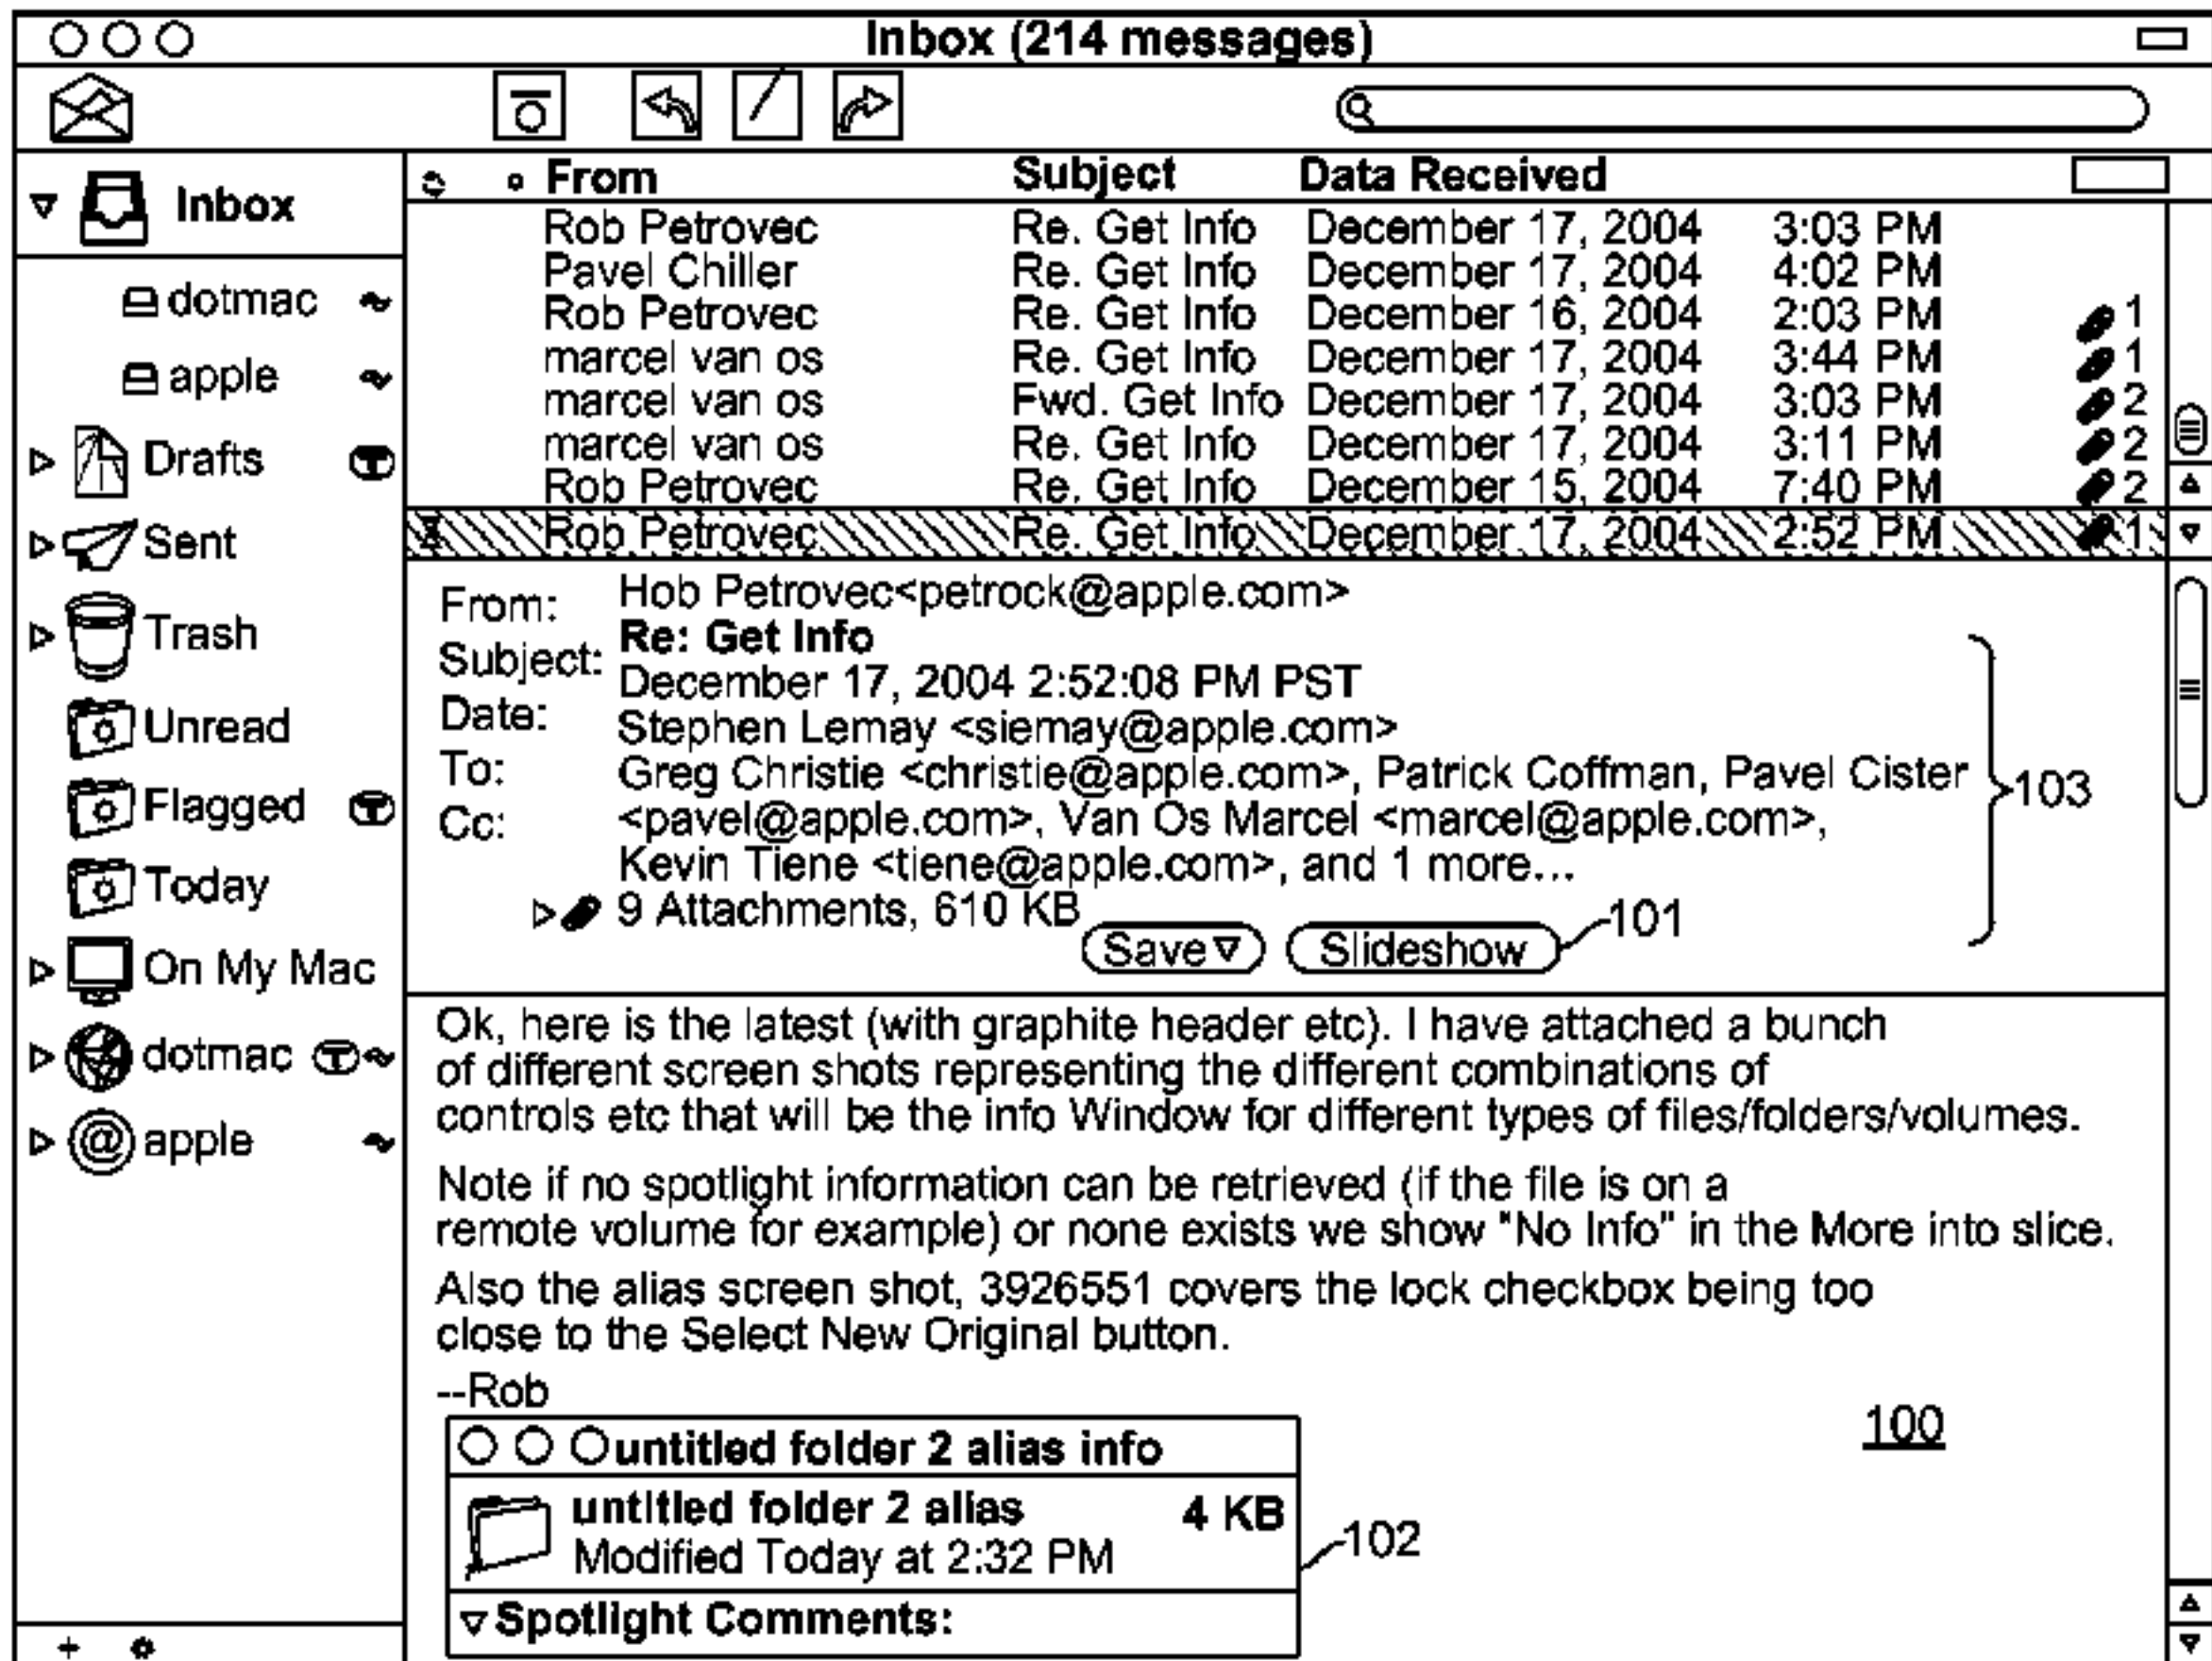 Inbox (214 messages)
Inbox
dotmac
apple
Drafts
Sent
Trash
Unread
Flagged
Today
On My Mac
dotmac
apple
From Subject Data Received
Rob Petrovec Re. Get Info December 17, 2004 3:03 PM
Pavel Chiller Re. Get Info December 17, 2004 4:02 PM
Rob Petrovec Re. Get Info December 16, 2004 2:03 PM 1
marcel van os Re. Get Info December 17, 2004 3:44 PM 1
marcel van os Fwd. Get Info December 17, 2004 3:03 PM 2
marcel van os Re. Get Info December 17, 2004 3:11 PM 2
Rob Petrovec Re. Get Info December 15, 2004 7:40 PM 2
Rob Petrovec Re. Get Info December 17, 2004 2:52 PM 1
From: Hob Petrovec<petrock@apple.com>
Subject: Re: Get Info
Date: December 17, 2004 2:52:08 PM PST
To: Stephen Lemay <siemay@apple.com>
Cc: Greg Christie <christie@apple.com>, Patrick Coffman, Pavel Cister
<pavel@apple.com>, Van Os Marcel <marcel@apple.com>,
Kevin Tiene <tiene@apple.com>, and 1 more...
103
9 Attachments, 610 KB
Save Slideshow 101
Ok, here is the latest (with graphite header etc). I have attached a bunch
of different screen shots representing the different combinations of
controls etc that will be the info Window for different types of files/folders/volumes.
Note if no spotlight information can be retrieved (if the file is on a
remote volume for example) or none exists we show "No Info" in the More into slice.
Also the alias screen shot, 3926551 covers the lock checkbox being too
close to the Select New Original button.
--Rob
100
untitled folder 2 alias info
untitled folder 2 alias 4 KB
Modified Today at 2:32 PM
102
Spotlight Comments: